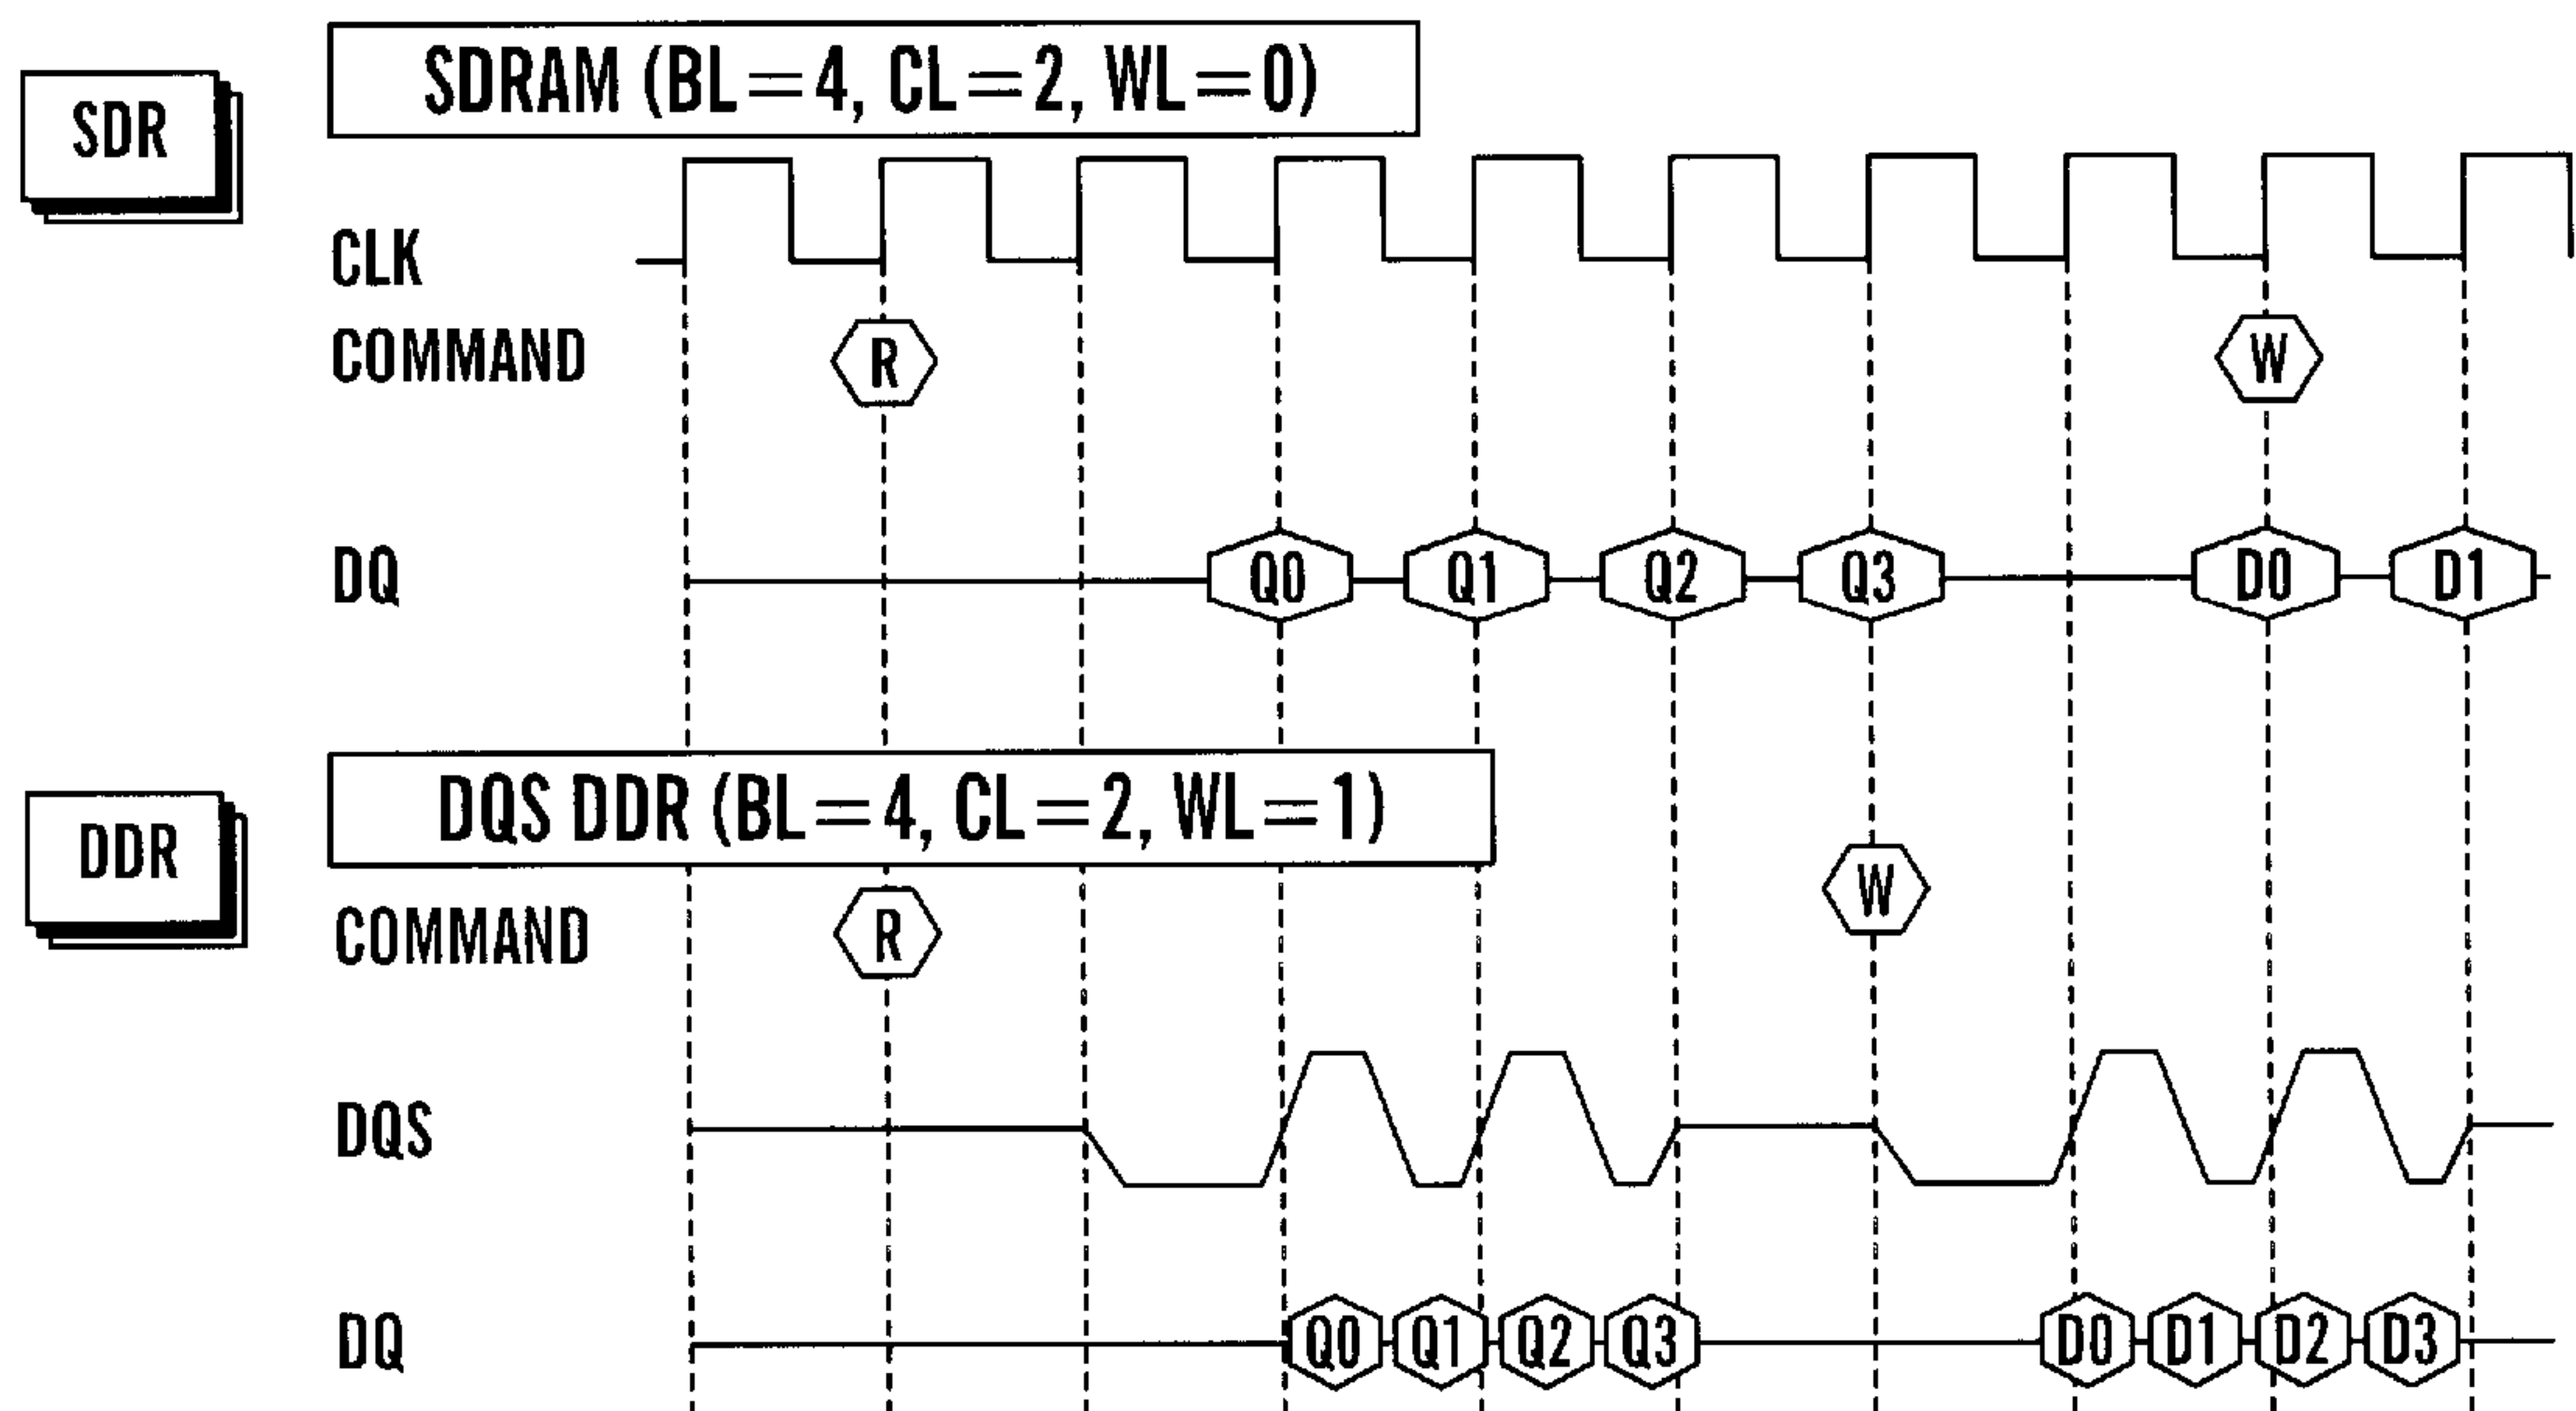 SDR
SDRAM (BL=4, CL=2, WL=0)
CLK
COMMAND R W
DQ Q0 Q1 Q2 Q3 D0 D1
DDR
DQS DDR (BL=4, CL=2, WL=1)
COMMAND R W
DQS
DQ Q0 Q1 Q2 Q3 D0 D1 D2 D3